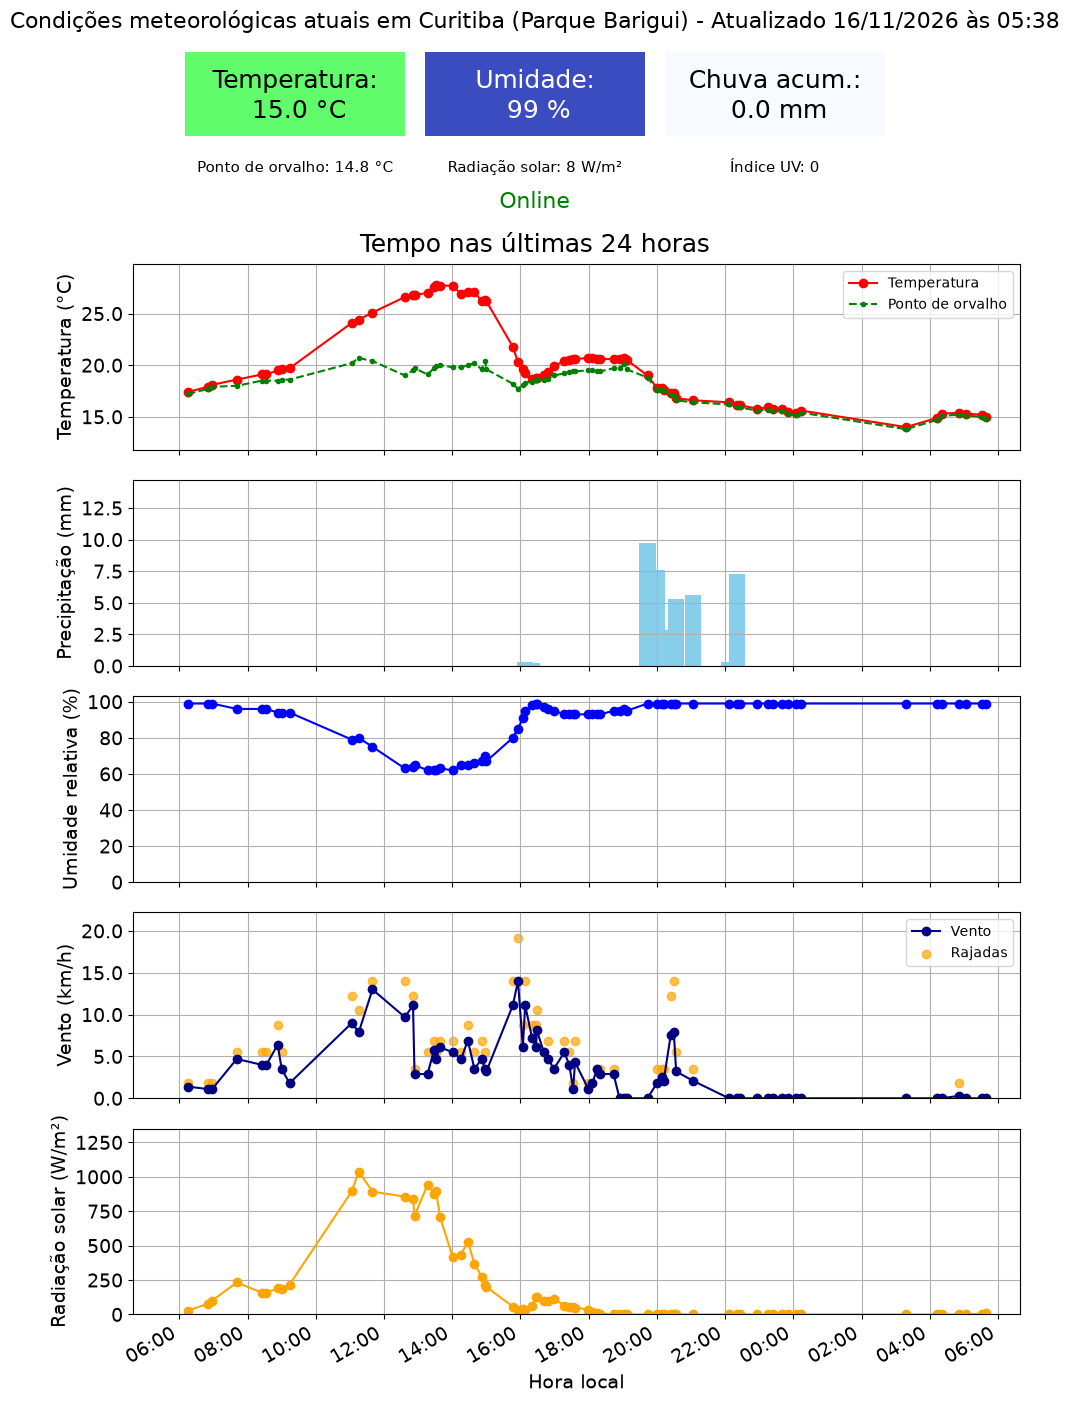 Condições meteorológicas atuais em Curitiba (Parque Barigui) - Atualizado 16/11/2026 às 05:38
Temperatura:
15.0 °C
Umidade:
99 %
Chuva acum.:
0.0 mm
Ponto de orvalho: 14.8 °C
Radiação solar: 8 W/m²
Índice UV: 0
Online
Tempo nas últimas 24 horas
Temperatura (°C)
25.0
20.0
15.0
Temperatura
Ponto de orvalho
Precipitação (mm)
12.5
10.0
7.5
5.0
2.5
0.0
Umidade relativa (%)
100
80
60
40
20
0
Vento (km/h)
20.0
15.0
10.0
5.0
0.0
Vento
Rajadas
Radiação solar (W/m²)
1250
1000
750
500
250
0
06:00
08:00
10:00
12:00
14:00
16:00
18:00
20:00
22:00
00:00
02:00
04:00
06:00
Hora local